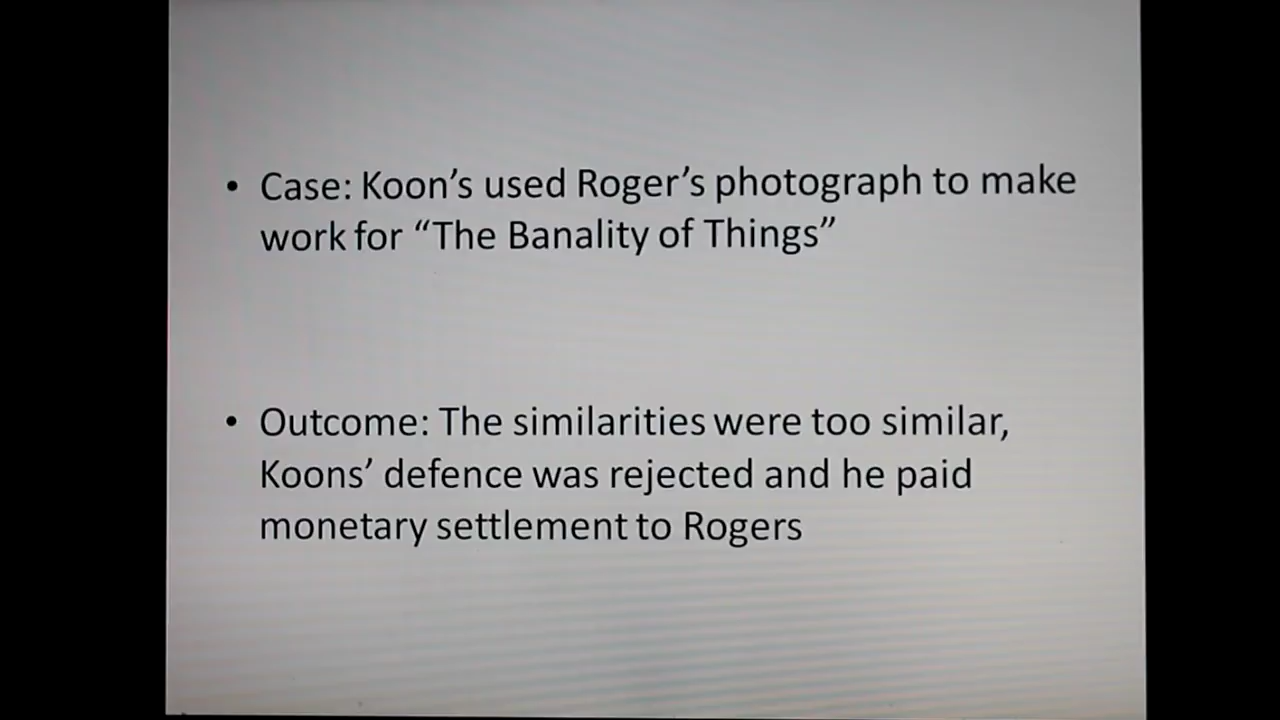 • Case: Koon's used Roger's photograph to make
work for “The Banality of Things”
• Outcome: The similarities were too similar,
Koons’ defence was rejected and he paid
monetary settlement to Rogers